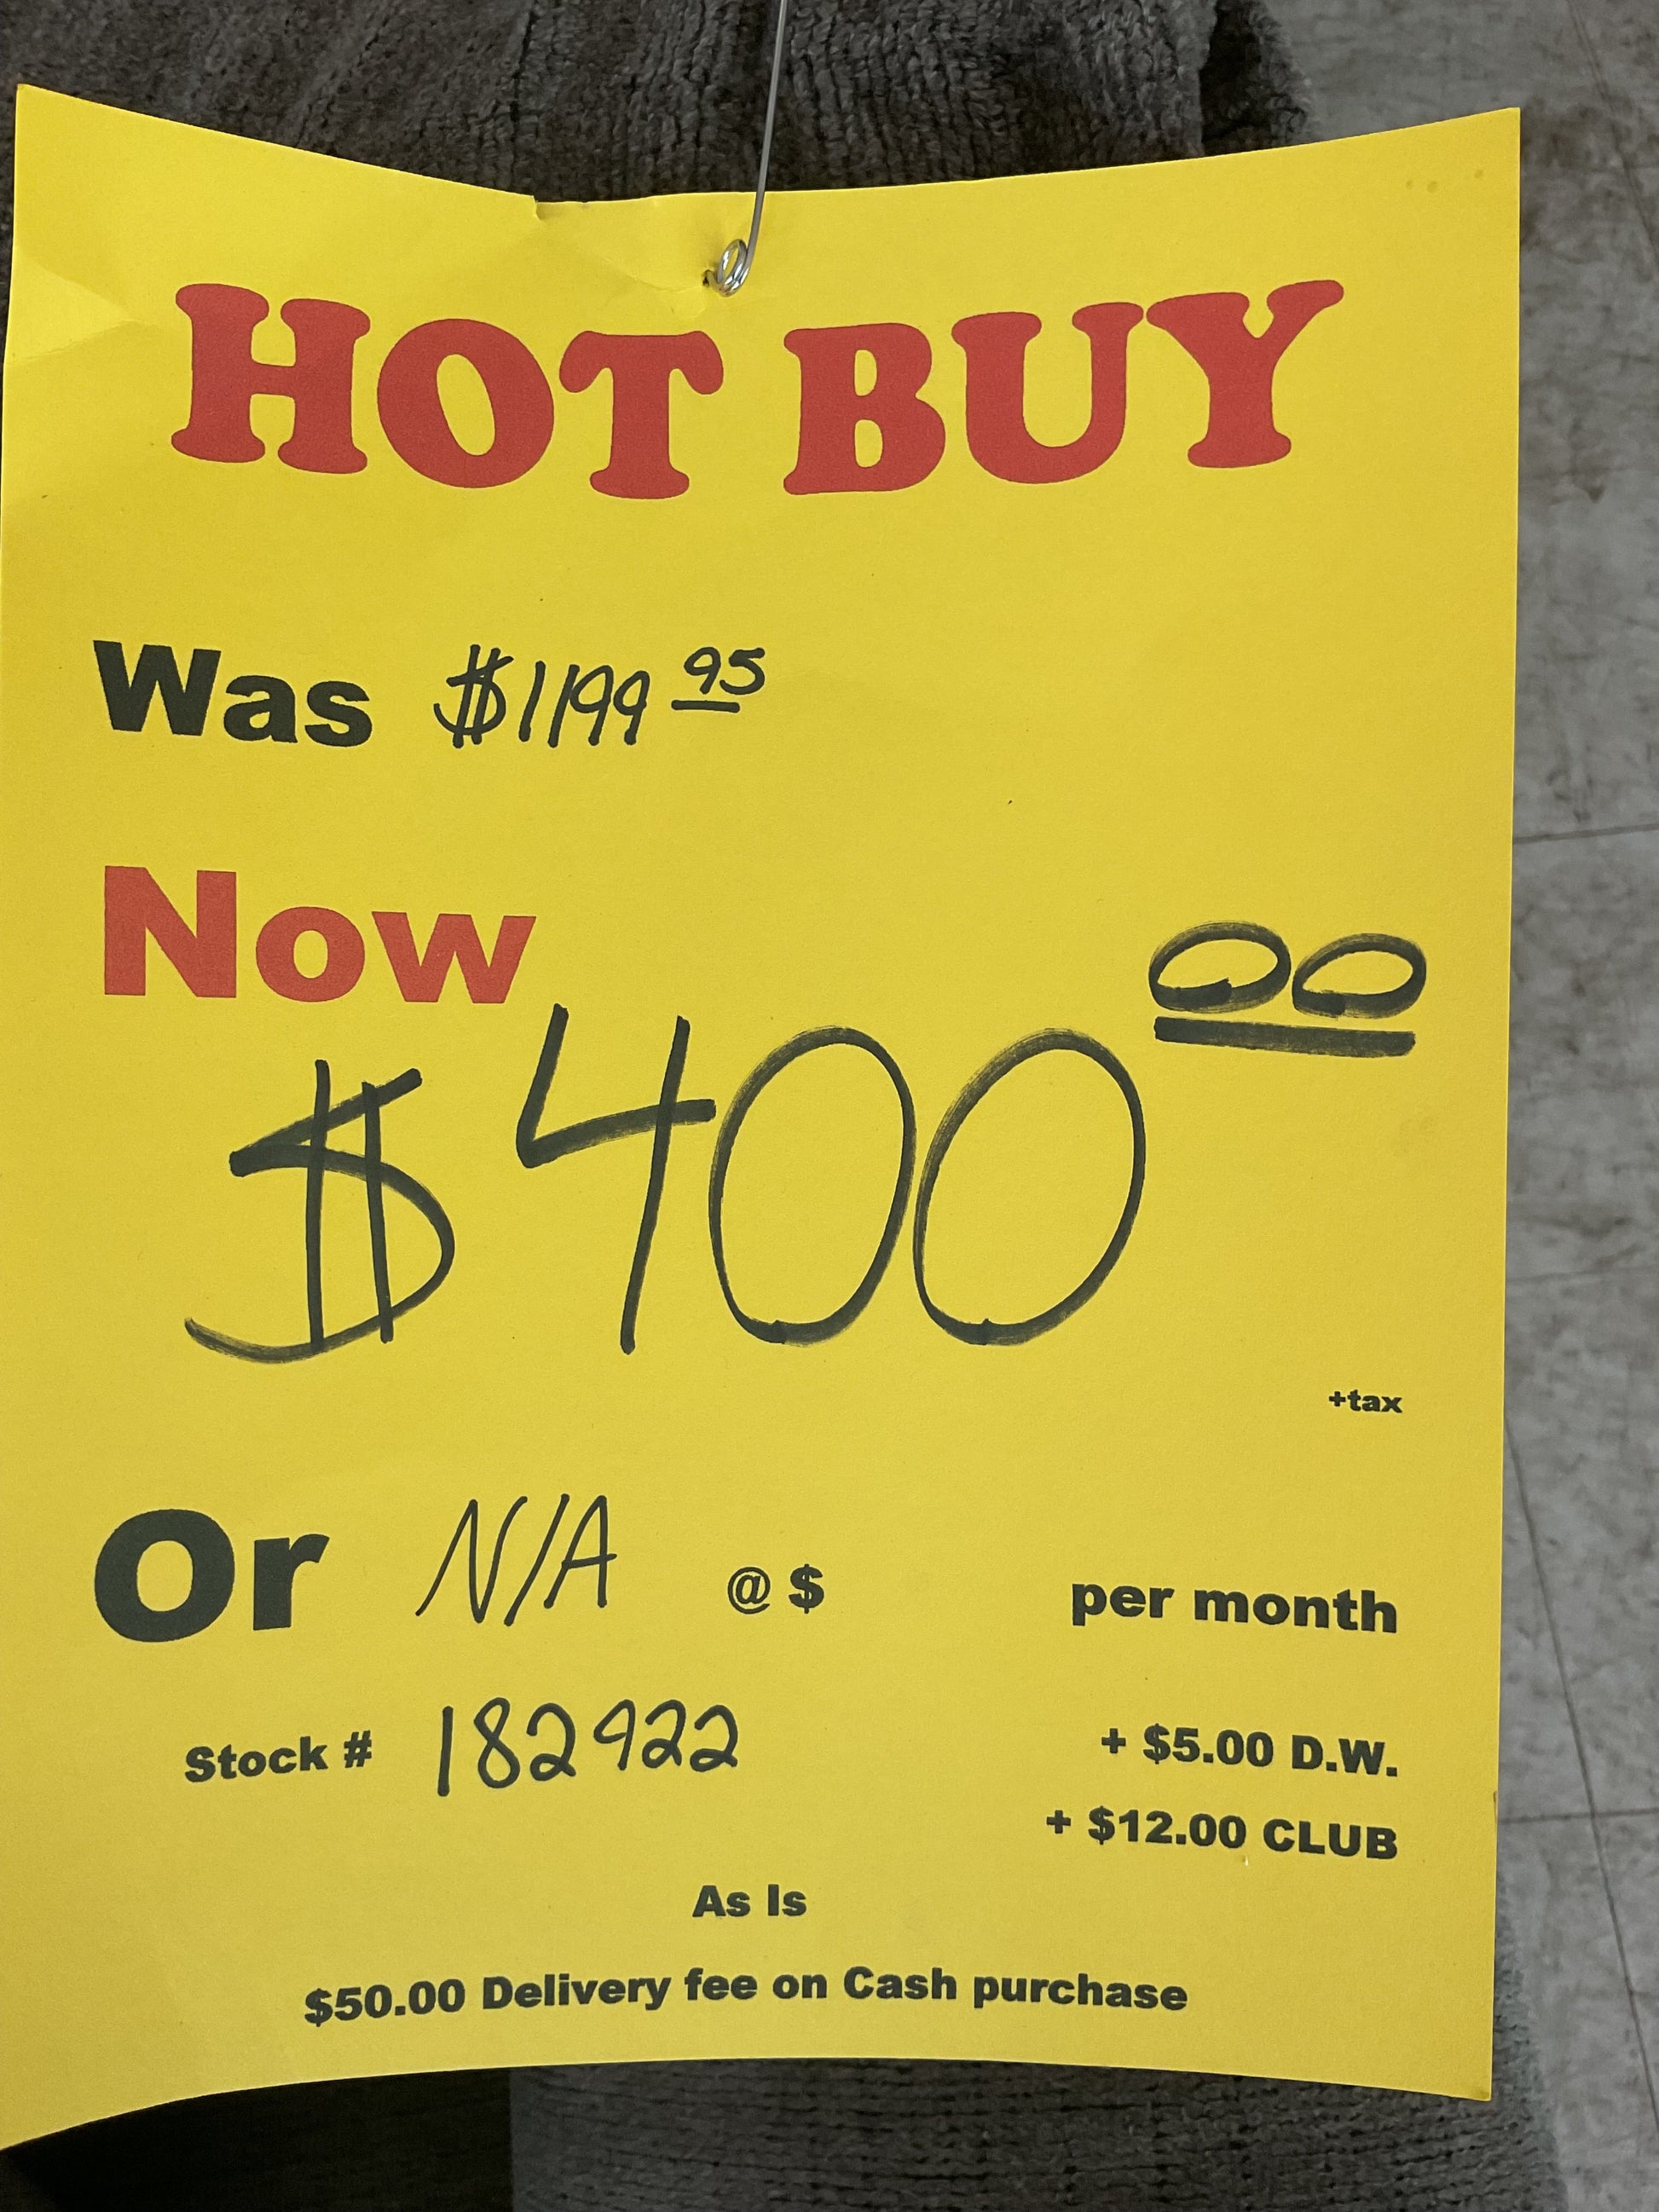 HOT BUY
Was $1199 95
Now
$400 00
+tax
Or N/A @ $ per month
Stock # 182922 + $5.00 D.W.
+ $12.00 CLUB
As Is
$50.00 Delivery fee on Cash purchase